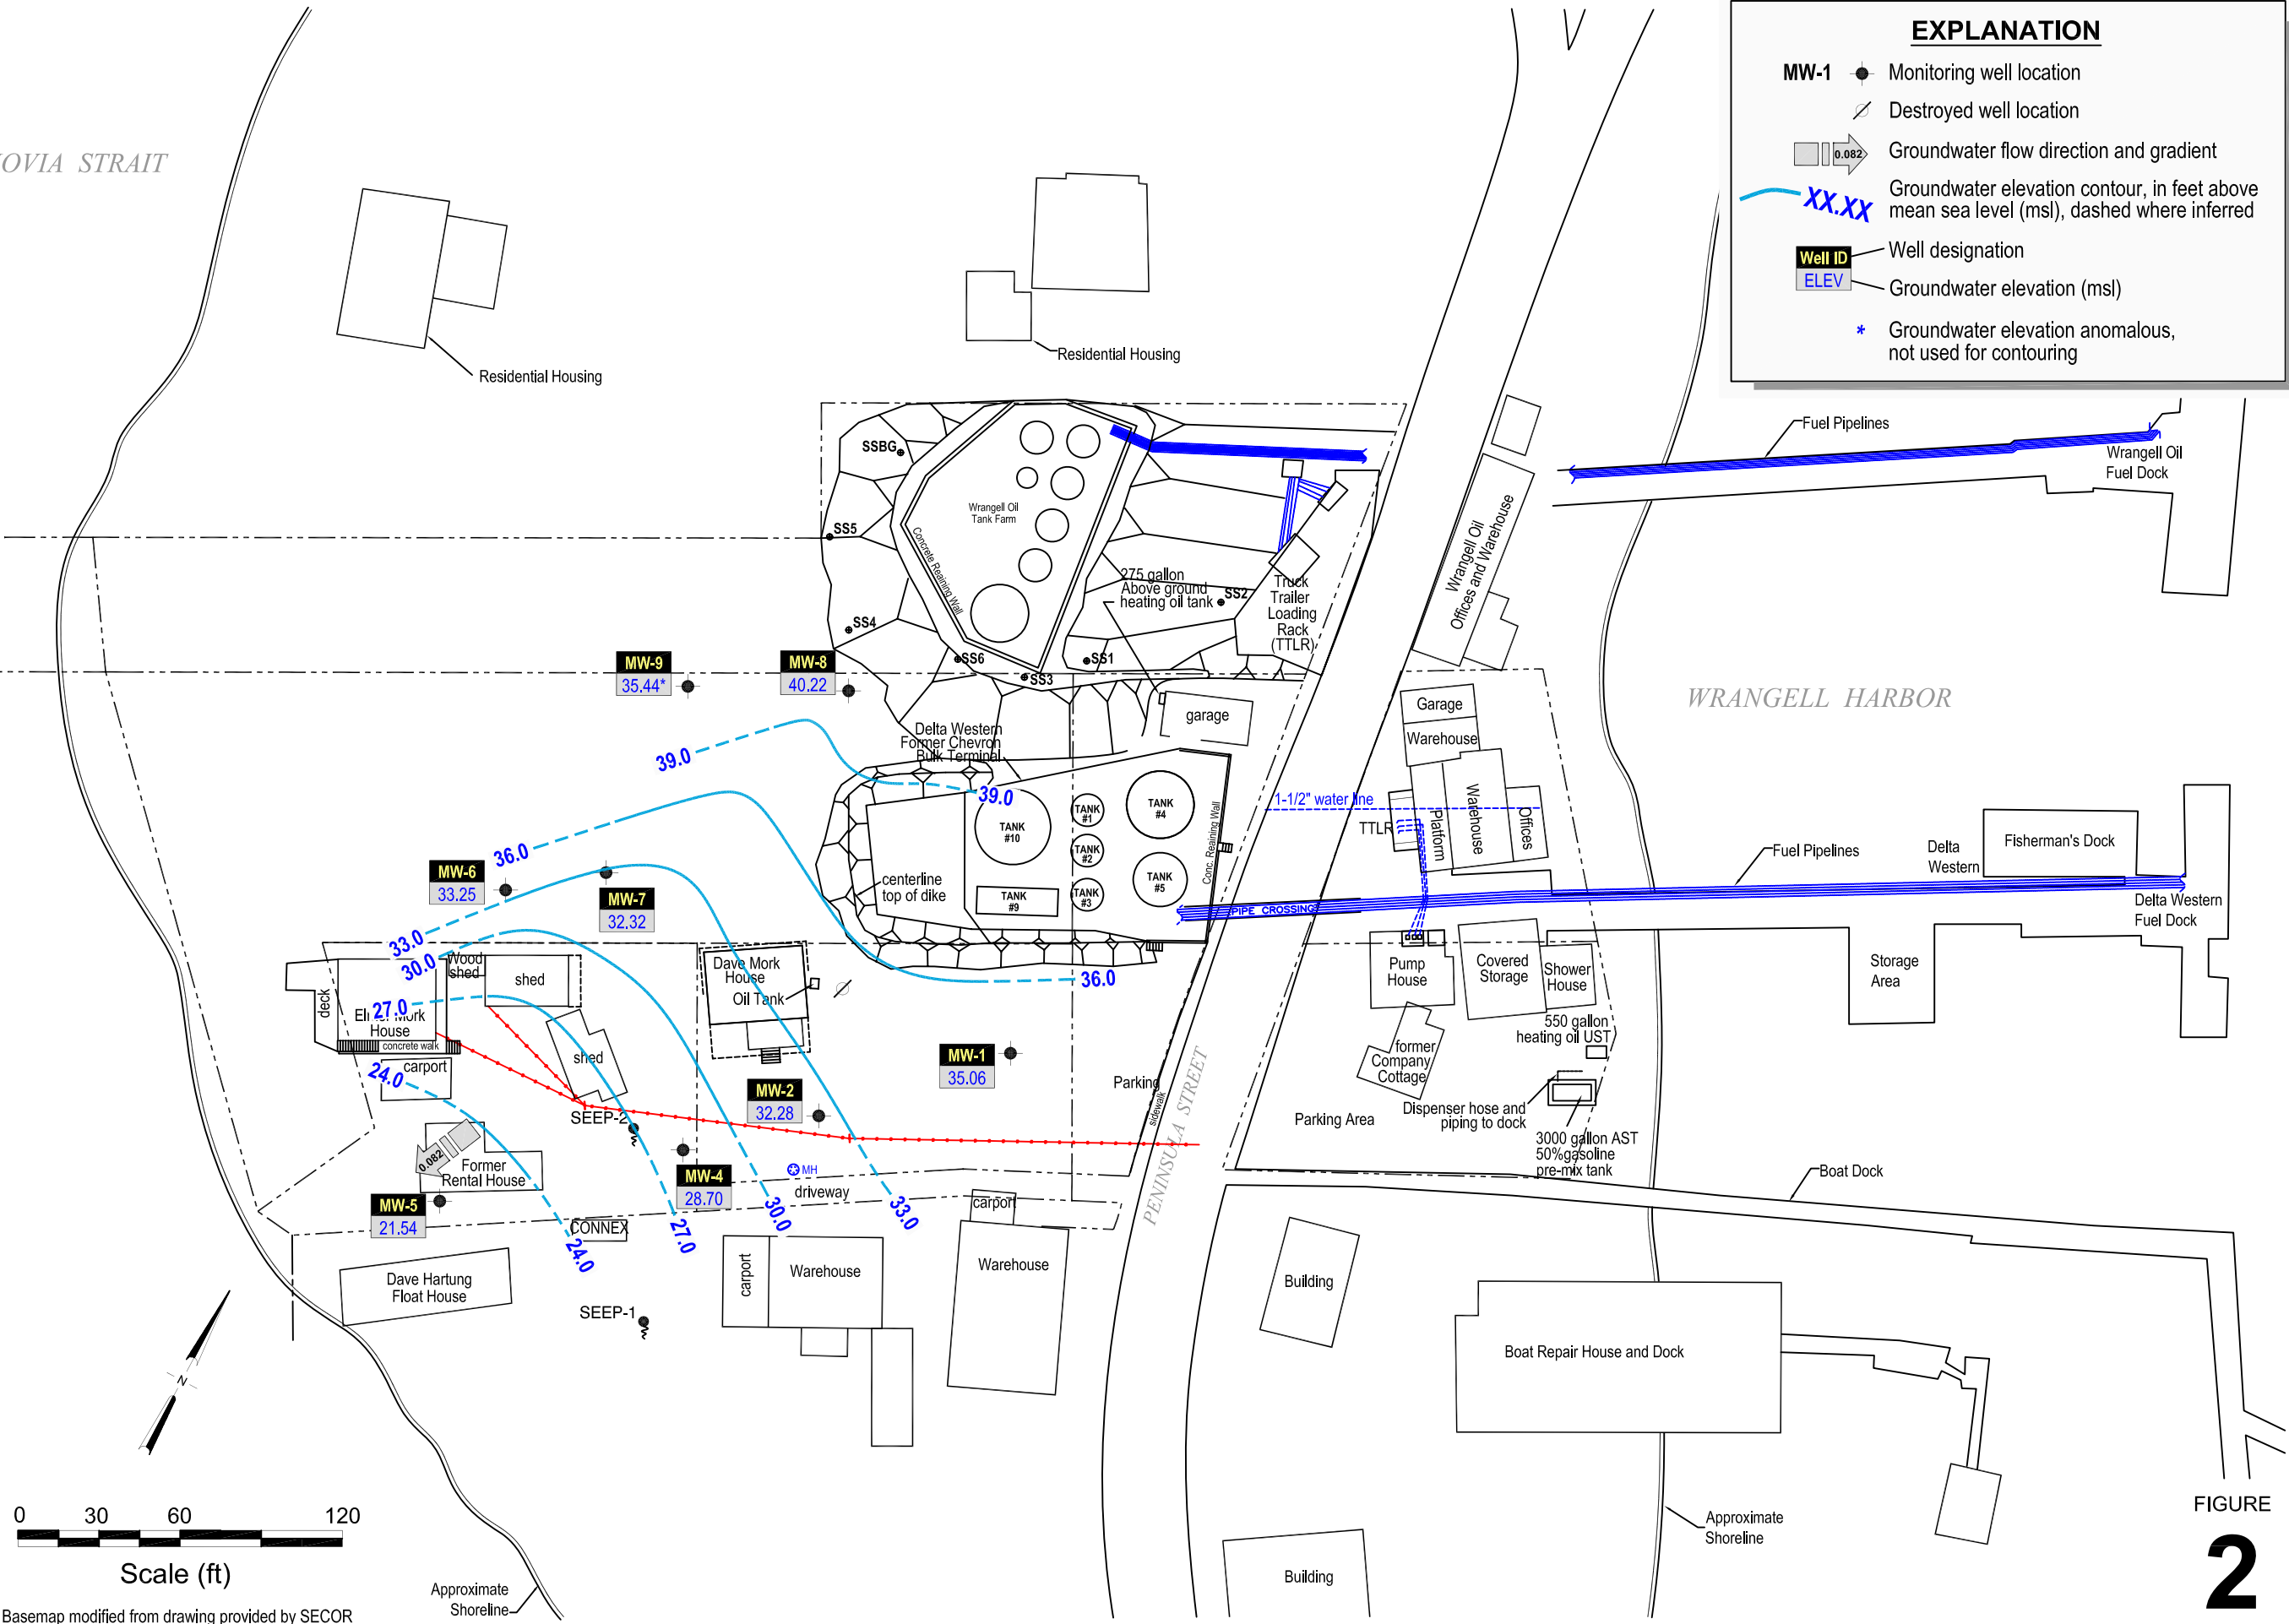 EXPLANATION
MW-1
Monitoring well location
Destroyed well location
0.082
Groundwater flow direction and gradient
XX.XX
Groundwater elevation contour, in feet above
mean sea level (msl), dashed where inferred
Well ID
Well designation
ELEV
Groundwater elevation (msl)
*
Groundwater elevation anomalous,
not used for contouring
OVIA STRAIT
Residential Housing
Residential Housing
Fuel Pipelines
Wrangell Oil
Fuel Dock
SSBG
Wrangell Oil
Tank Farm
Concrete Reaining Wall
SS5
SS4
SS6
SS3
SS1
SS2
275 gallon
Above ground
heating oil tank
Truck
Trailer
Loading
Rack
(TTLR)
Wrangell Oil
Offices and Warehouse
WRANGELL HARBOR
MW-9
35.44*
MW-8
40.22
garage
Garage
Warehouse
Delta Western
Former Chevron
Bulk Terminal
39.0
39.0
TANK
#10
TANK
#1
TANK
#2
TANK
#3
TANK
#4
TANK
#5
TANK
#9
Conc. Reaining Wall
centerline
top of dike
1-1/2" water line
TTLR
Platform
Warehouse
Offices
Fuel Pipelines
Delta
Western
Fisherman's Dock
Delta Western
Fuel Dock
PIPE CROSSING
36.0
36.0
MW-6
33.25
MW-7
32.32
33.0
30.0
27.0
24.0
Wood
shed
shed
shed
deck
House
concrete walk
carport
Dave Mork
House
Oil Tank
Pump
House
Covered
Storage
Shower
House
Storage
Area
550 gallon
heating oil UST
former
Company
Cottage
MW-1
35.06
Parking
sidewalk
PENINSULA STREET
Parking Area
Dispenser hose and
piping to dock
3000 gallon AST
50%gasoline
pre-mix tank
Boat Dock
MW-2
32.28
SEEP-2
MH
driveway
MW-4
28.70
0.082
Former
Rental House
MW-5
21.54
CONNEX
24.0
27.0
30.0
33.0
carport
Warehouse
carport
Warehouse
Dave Hartung
Float House
SEEP-1
Building
Boat Repair House and Dock
N
0 30 60 120
Scale (ft)
Approximate
Shoreline
Approximate
Shoreline
Building
FIGURE
2
Basemap modified from drawing provided by SECOR